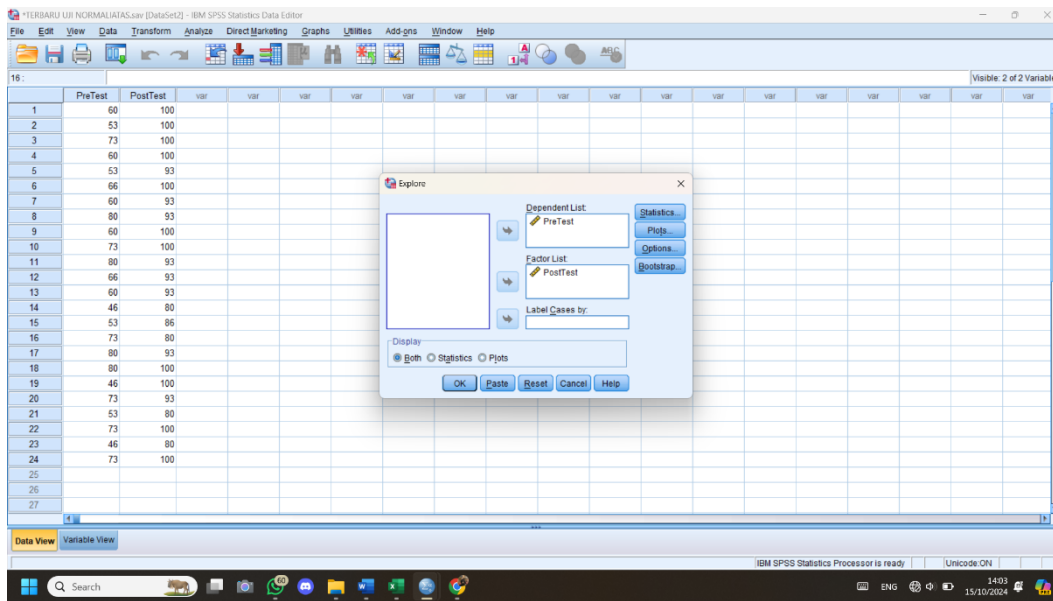 *TERBARU UJI NORMALIATAS.sav [DataSet2] - IBM SPSS Statistics Data Editor
File Edit View Data Transform Analyze Direct Marketing Graphs Utilities Add-ons Window Help
16 :
Visible: 2 of 2 Variable
PreTest PostTest var var var var var var var var var var var var var var var var var
1 60 100
2 53 100
3 73 100
4 60 100
5 53 93
6 66 100
7 60 93
8 80 93
9 60 100
10 73 100
11 80 93
12 66 93
13 60 93
14 46 80
15 53 86
16 73 80
17 80 93
18 80 100
19 46 100
20 73 93
21 53 80
22 73 100
23 46 80
24 73 100
25
26
27
Explore
Dependent List:
PreTest
Factor List:
PostTest
Label Cases by:
Statistics...
Plots...
Options...
Bootstrap...
Display
Both Statistics Plots
OK Paste Reset Cancel Help
Data View Variable View
IBM SPSS Statistics Processor is ready Unicode:ON
Search
60
ENG
14:03
15/10/2024